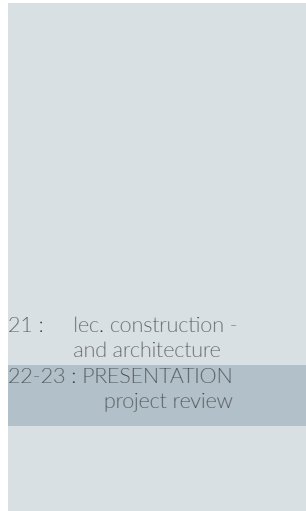 21 : lec. construction -
and architecture
22-23 : PRESENTATION
project review